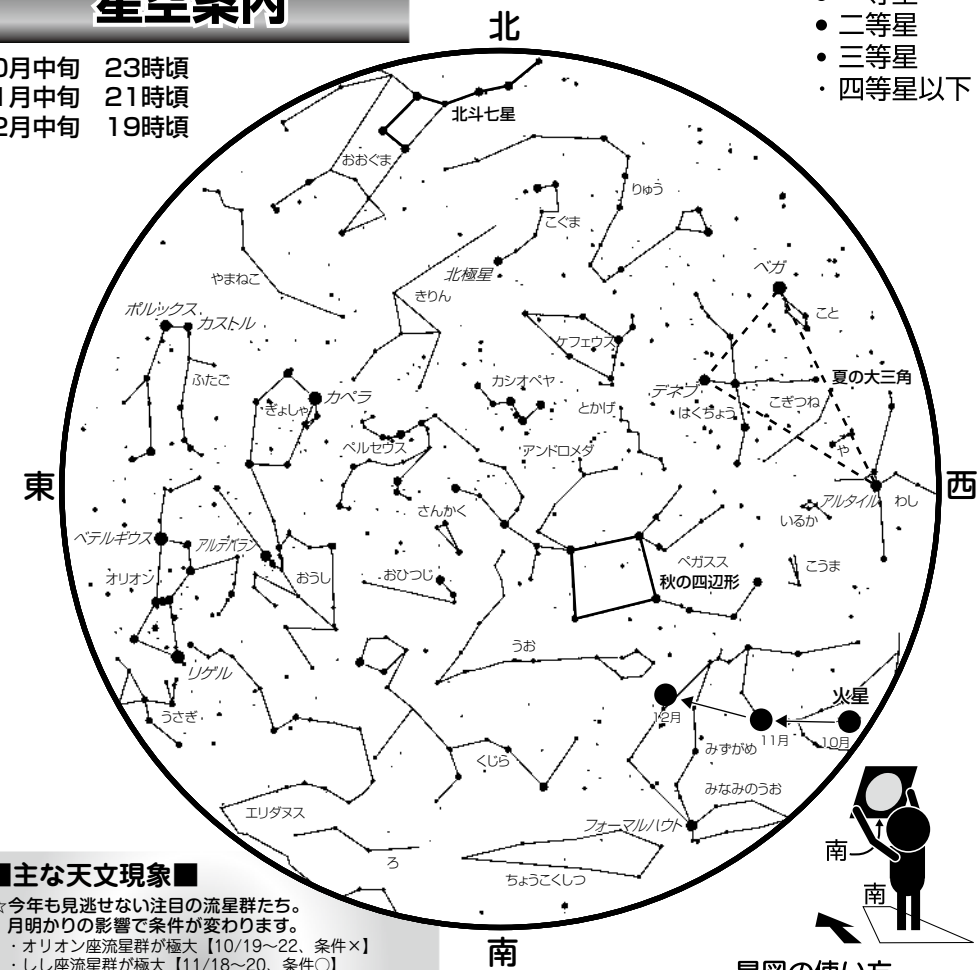 星空案内
0月中旬 23時頃
1月中旬 21時頃
2月中旬 19時頃
二等星
三等星
四等星以下
北
北斗七星
おおぐま
りゅう
こぐま
北極星
やまねこ
きりん
ベガ
こと
ポルックス
カストル
ケフェウス
ふたご
カシオペヤ
夏の大三角
デネブ
ぎょしゃ
カペラ
とかげ
はくちょう
こぎつね
ペルセウス
アンドロメダ
や
東
西
アルタイル
わし
さんかく
いるか
ベテルギウス
アルデバラン
ペガスス
こうま
オリオン
おうし
おひつじ
秋の四辺形
うお
リゲル
火星
うさぎ
12月
11月
10月
みずがめ
くじら
みなみのうお
エリダヌス
フォーマルハウト
ろ
ちょうこくしつ
南
南
南
■主な天文現象■
☆今年も見逃せない注目の流星群たち。
月明かりの影響で条件が変わります。
・オリオン座流星群が極大【10/19〜22、条件×】
・しし座流星群が極大【11/18〜20、条件○】